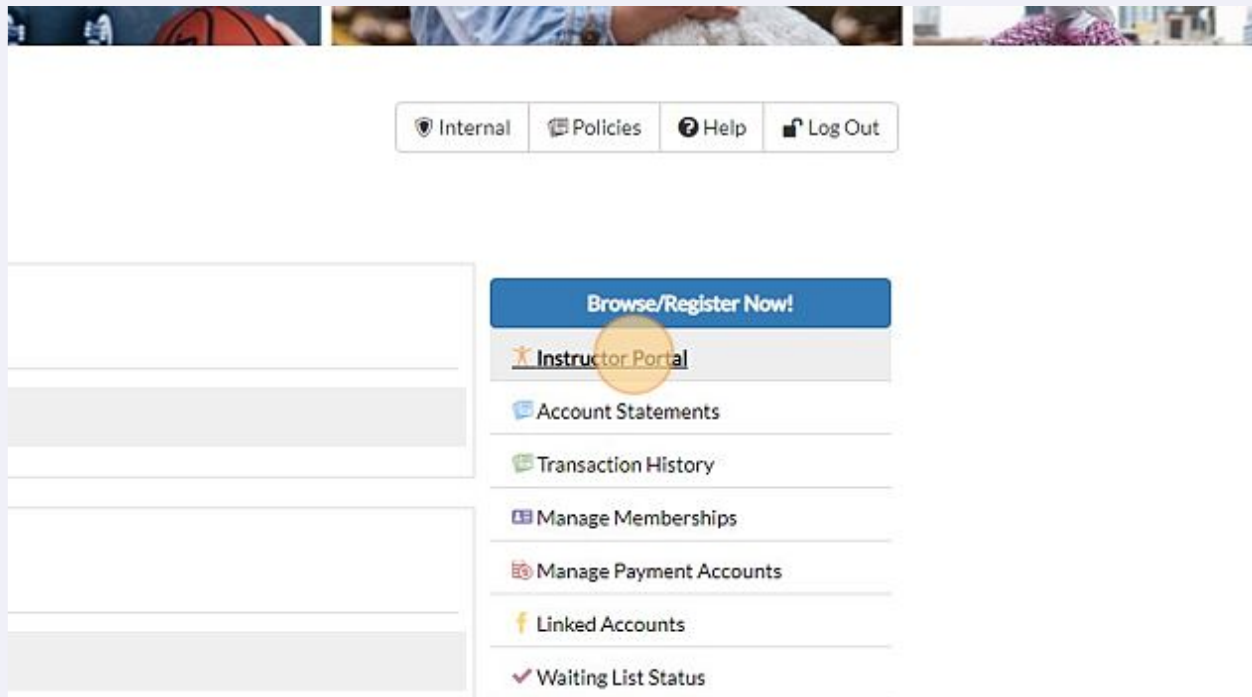 Internal Policies Help Log Out
Browse/Register Now!
Instructor Portal
Account Statements
Transaction History
Manage Memberships
Manage Payment Accounts
Linked Accounts
Waiting List Status